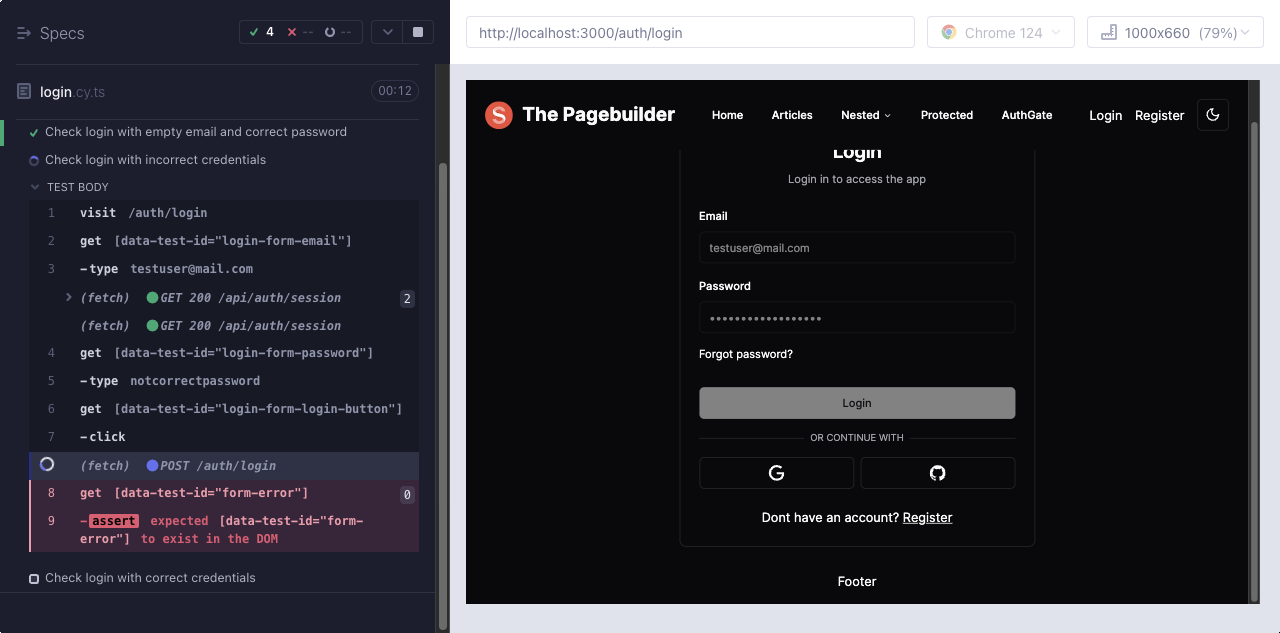 Specs
4
--
--
login.cy.ts
00:12
Check login with empty email and correct password
Check login with incorrect credentials
TEST BODY
1 visit /auth/login
2 get [data-test-id="login-form-email"]
3 -type testuser@mail.com
(fetch) GET 200 /api/auth/session 2
(fetch) GET 200 /api/auth/session
4 get [data-test-id="login-form-password"]
5 -type notcorrectpassword
6 get [data-test-id="login-form-login-button"]
7 -click
(fetch) POST /auth/login
8 get [data-test-id="form-error"] 0
9 -assert expected [data-test-id="form-
error"] to exist in the DOM
Check login with correct credentials
http://localhost:3000/auth/login
Chrome 124
1000x660 (79%)
S The Pagebuilder
Home
Articles
Nested
Protected
AuthGate
Login
Register
Login
Login in to access the app
Email
testuser@mail.com
Password
••••••••••••••••••
Forgot password?
Login
OR CONTINUE WITH
G
Dont have an account? Register
Footer